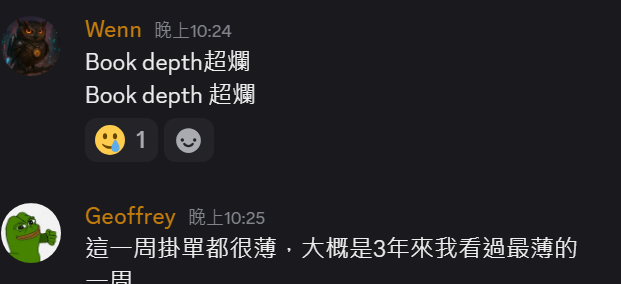 Wenn 晚上10:24
Book depth超爛
Book depth 超爛
1
Geoffrey 晚上10:25
這一周掛單都很薄，大概是3年來我看過最薄的
一周